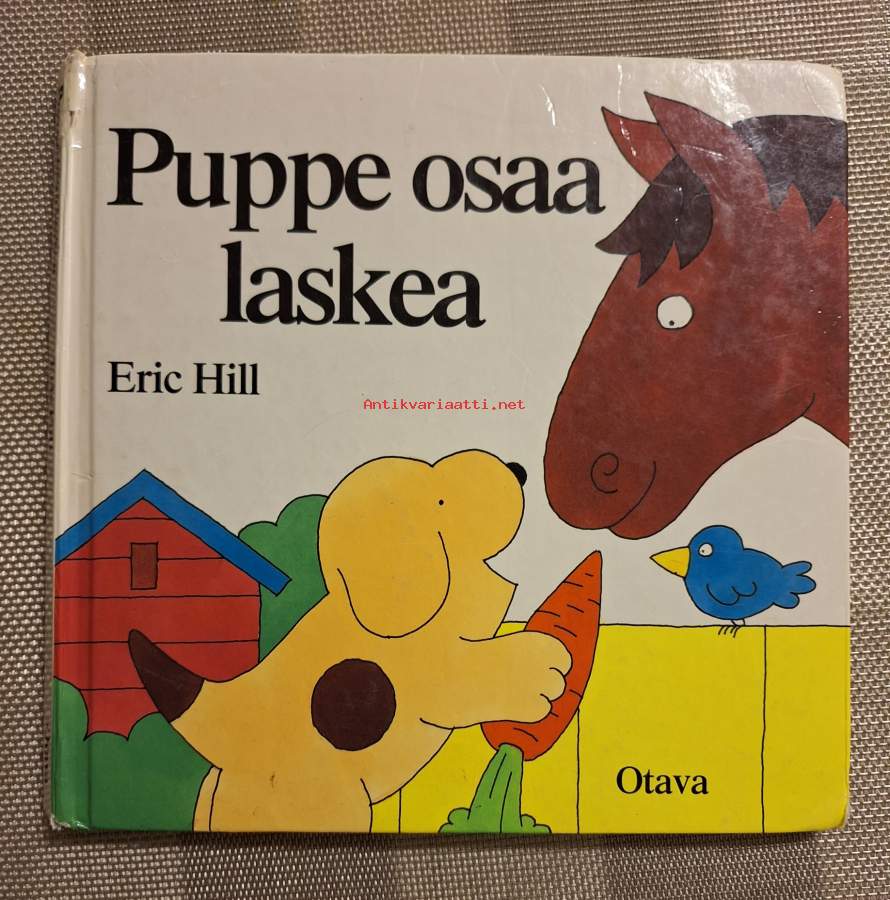 Puppe osaa
laskea
Eric Hill
Antikvariaatti.net
Otava